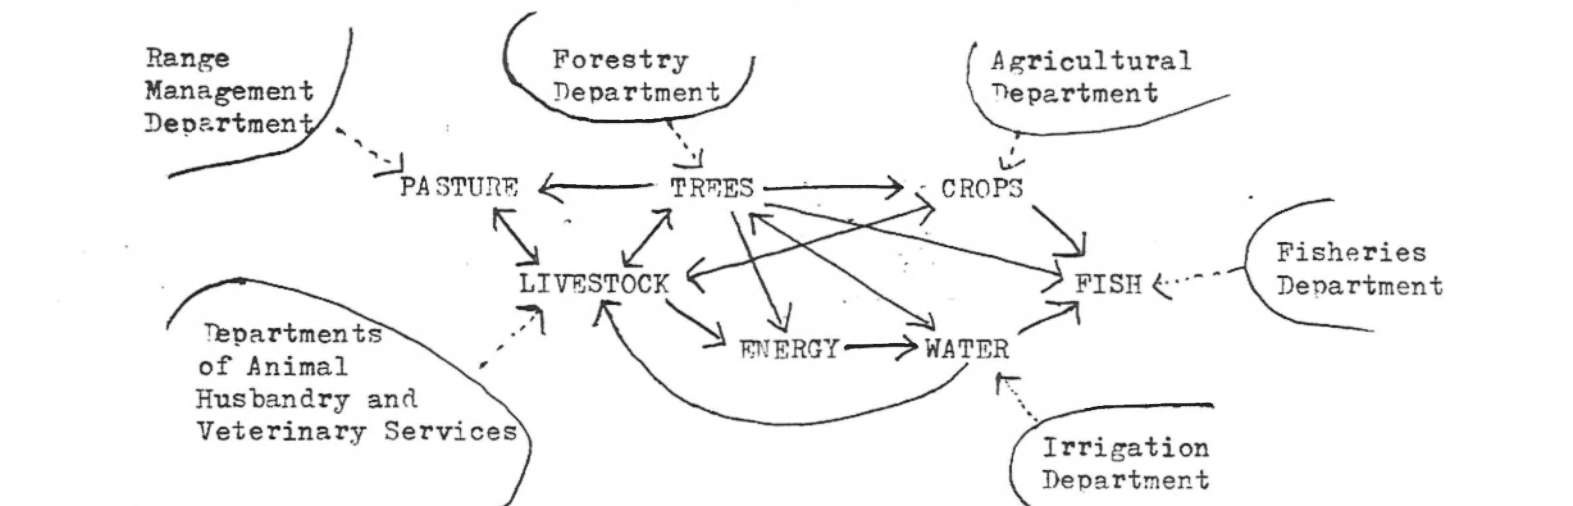 Range
Management
Department
Forestry
Department
Agricultural
Department
PASTURE
TREES
CROPS
Fisheries
Department
LIVESTOCK
FISH
Departments
of Animal
Husbandry and
Veterinary Services
ENERGY
WATER
Irrigation
Department